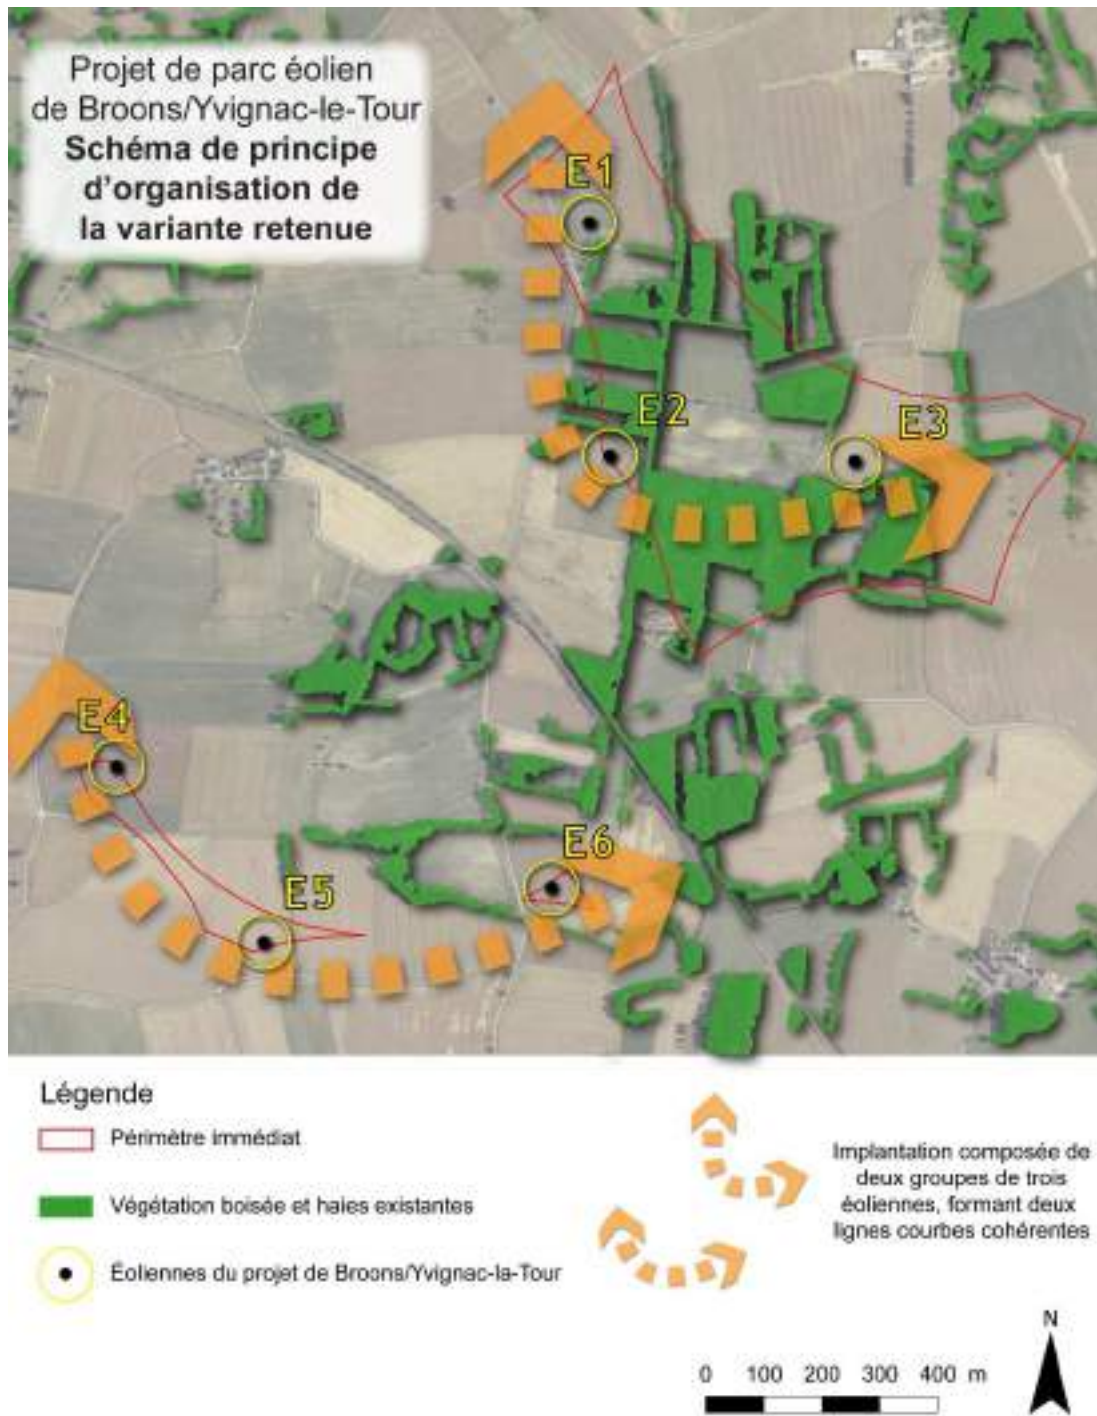 Projet de parc éolien
de Broons/Yvignac-le-Tour
Schéma de principe
d'organisation de
la variante retenue
E1
E2
E3
E4
E5
E6
Légende
Périmètre immédiat
Végétation boisée et haies existantes
Éoliennes du projet de Broons/Yvignac-la-Tour
Implantation composée de
deux groupes de trois
éoliennes, formant deux
lignes courbes cohérentes
N
0 100 200 300 400 m